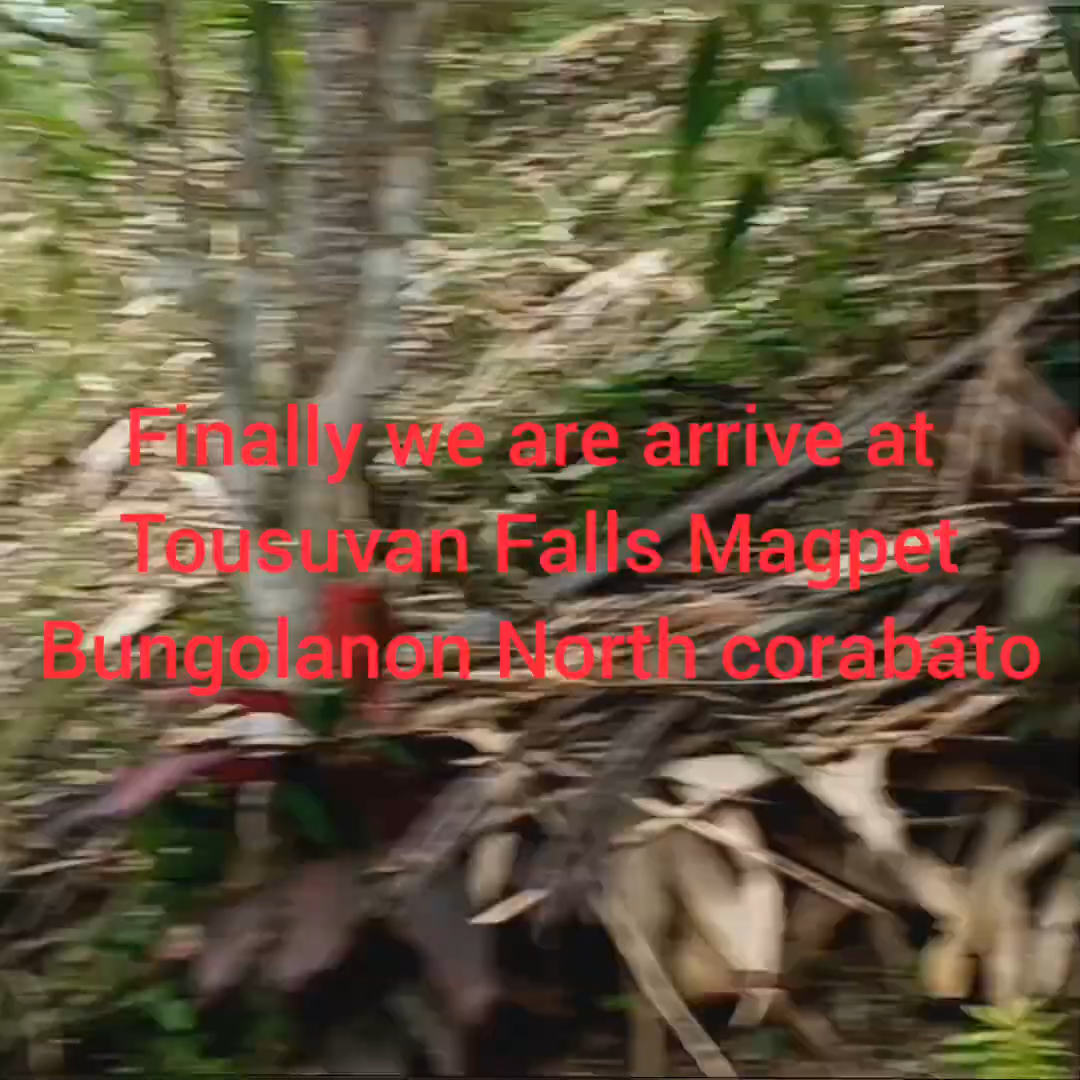 Finally we are arrive at
Tousuvan Falls Magpet
Bungolanon North corabato